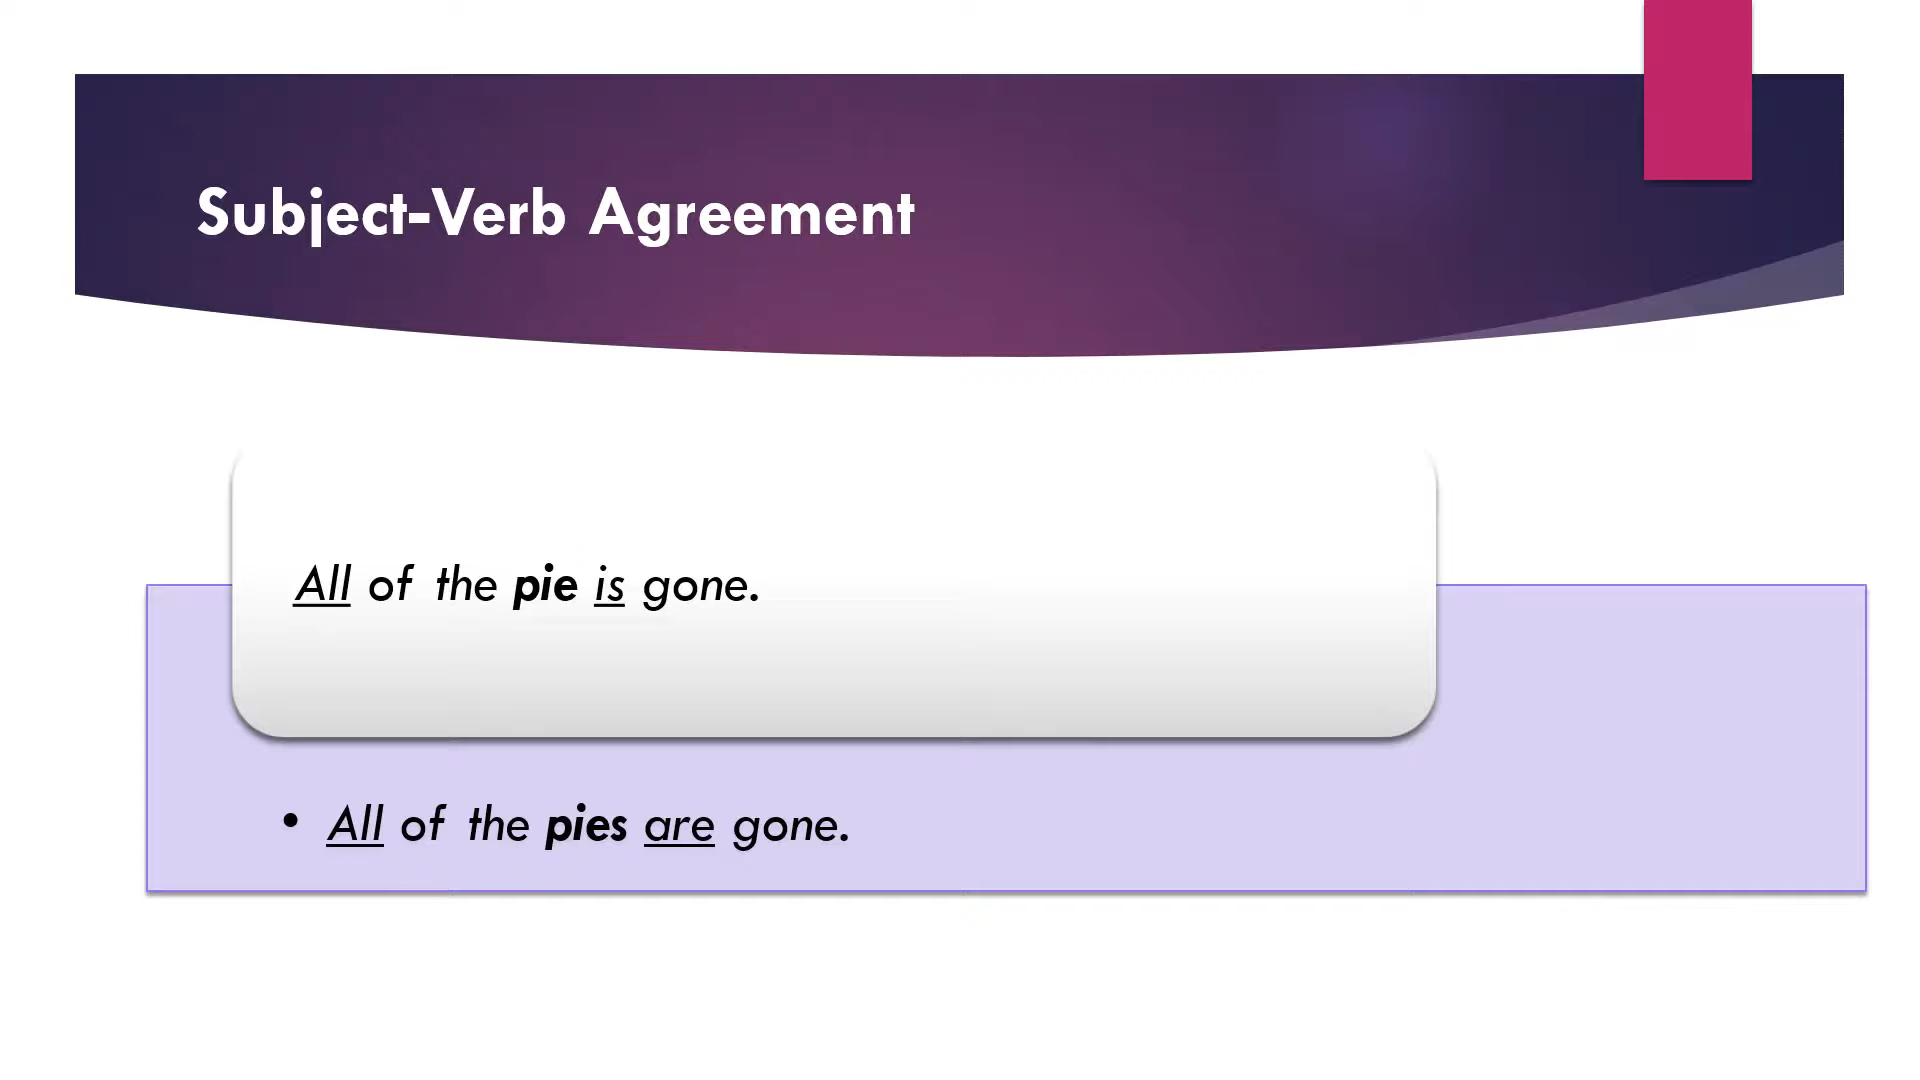 Subject-Verb Agreement
All of the pie is gone.
• All of the pies are gone.